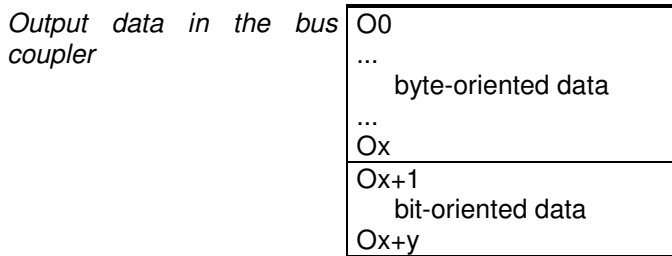 Output data in the bus
coupler
O0
...
byte-oriented data
...
Ox
Ox+1
bit-oriented data
Ox+y